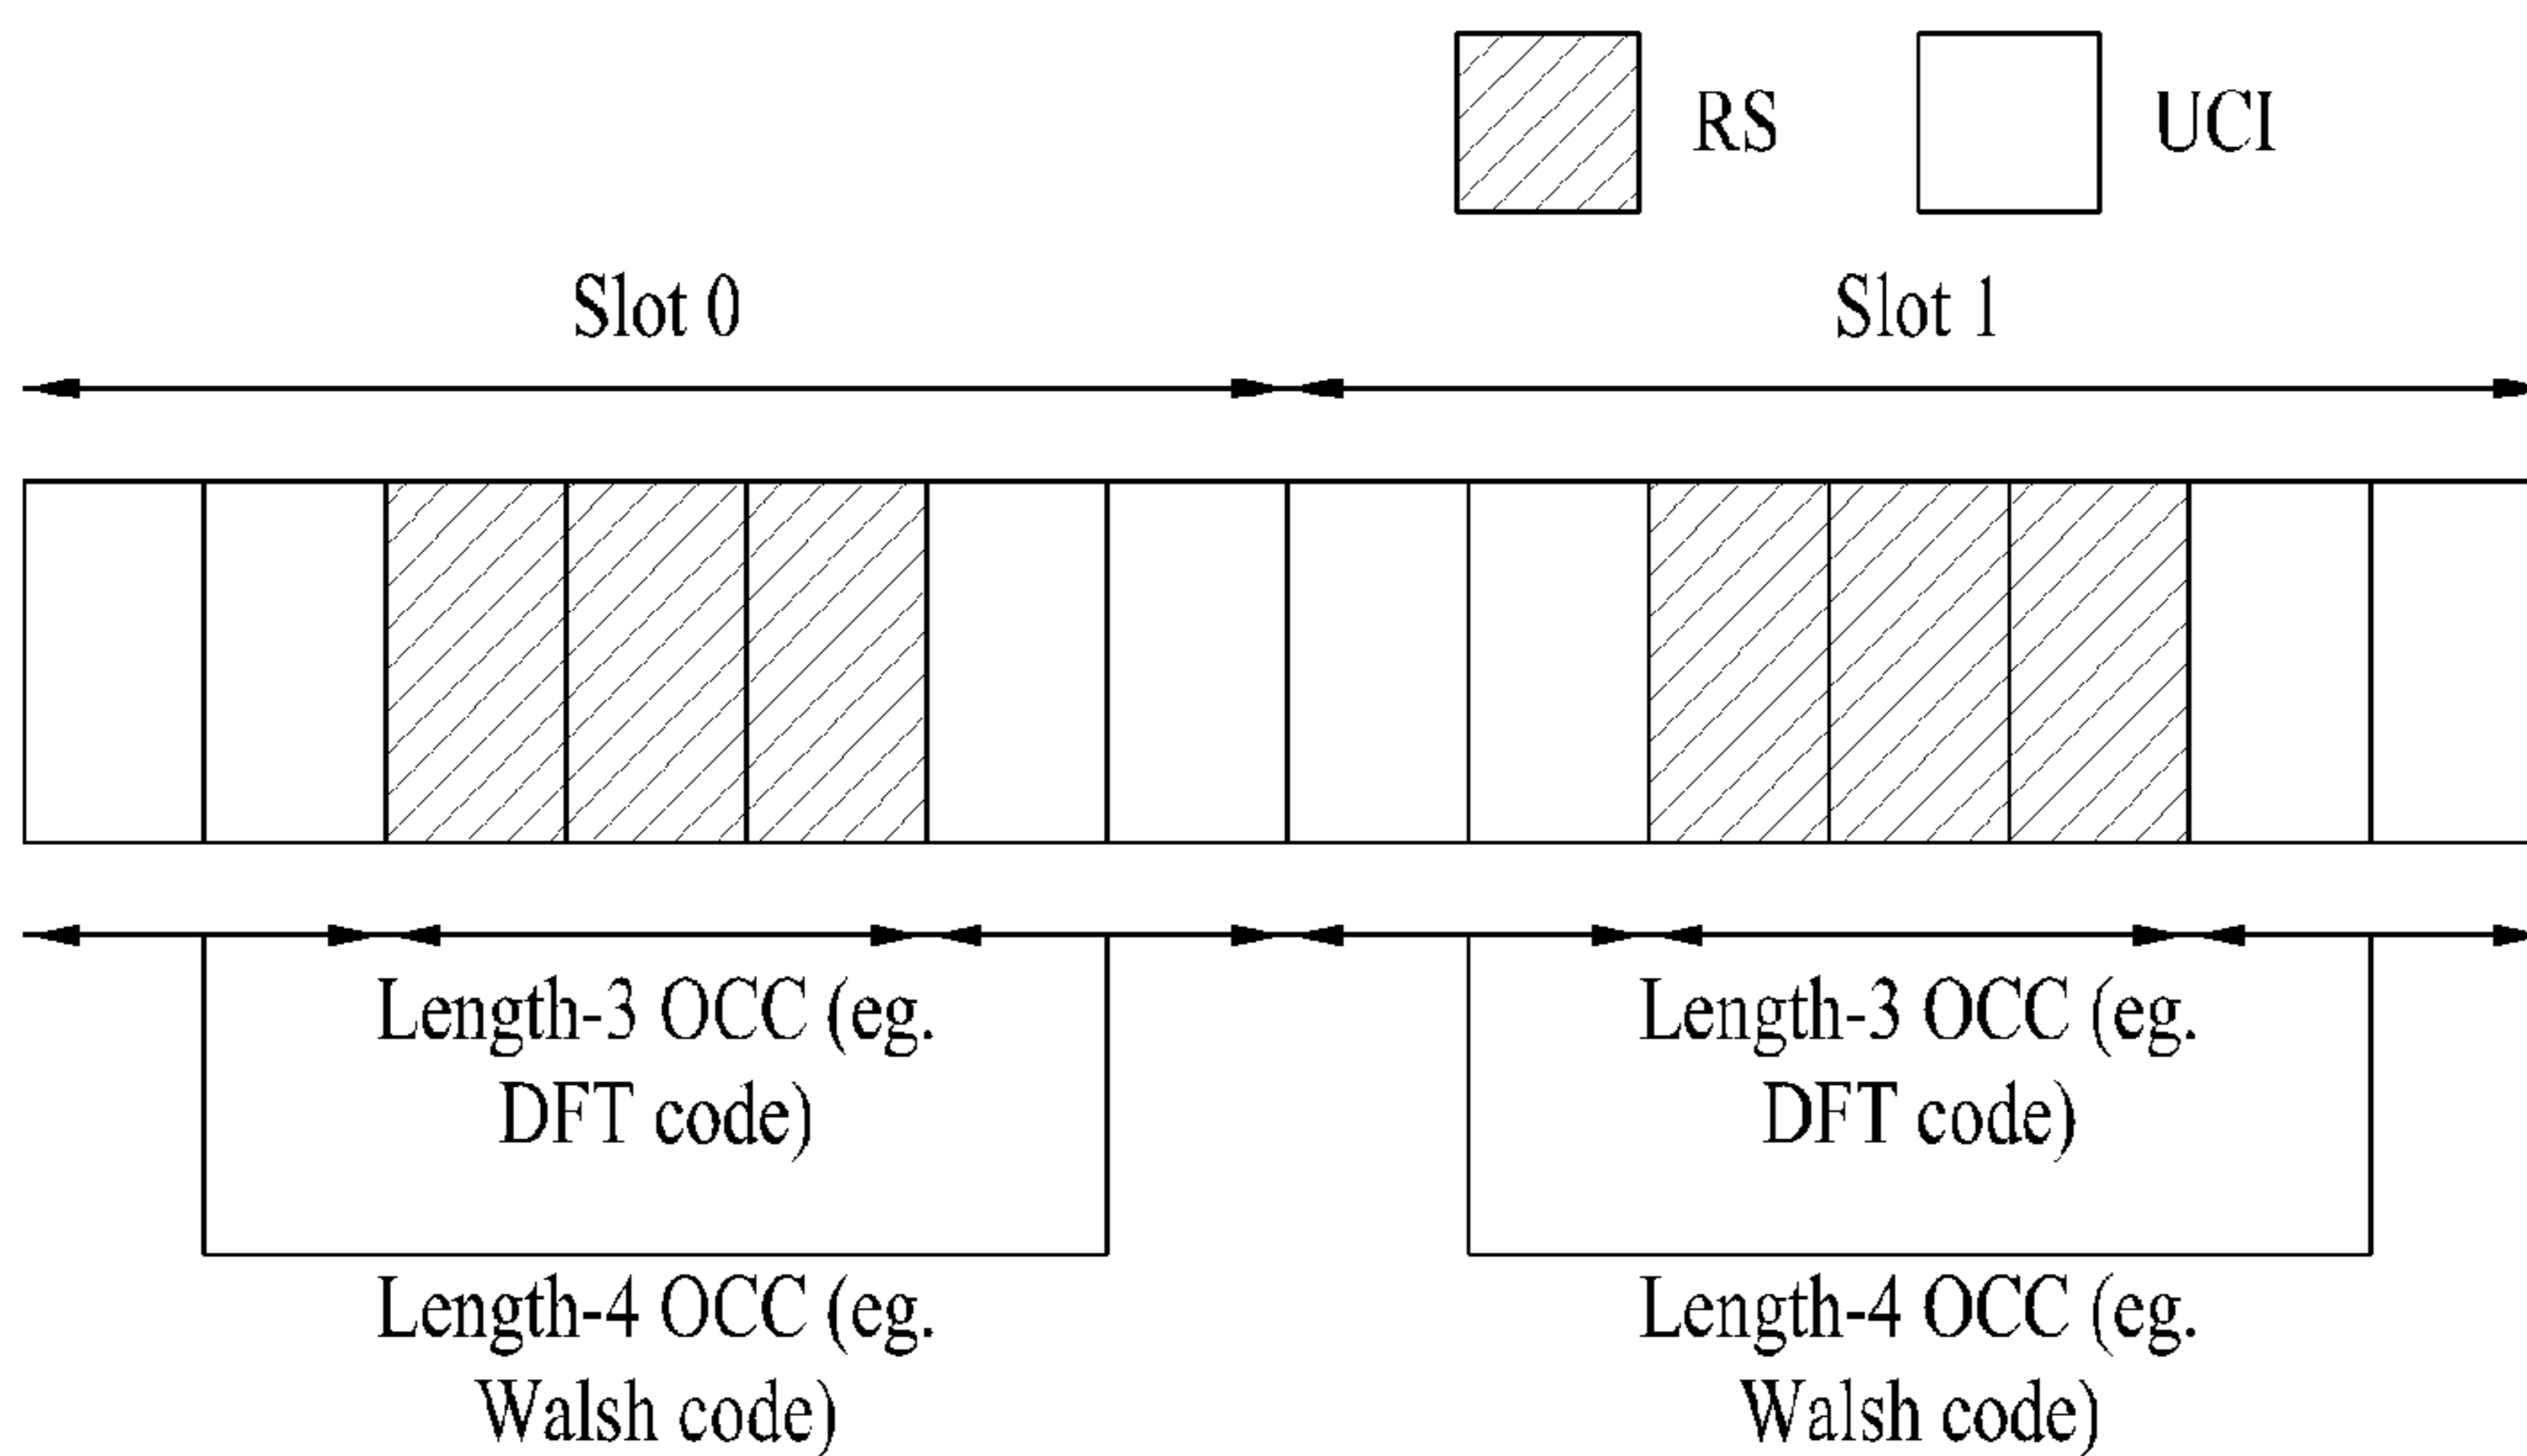 RS
UCI
Slot 0
Slot 1
Length-3 OCC (eg.
DFT code)
Length-3 OCC (eg.
DFT code)
Length-4 OCC (eg.
Walsh code)
Length-4 OCC (eg.
Walsh code)